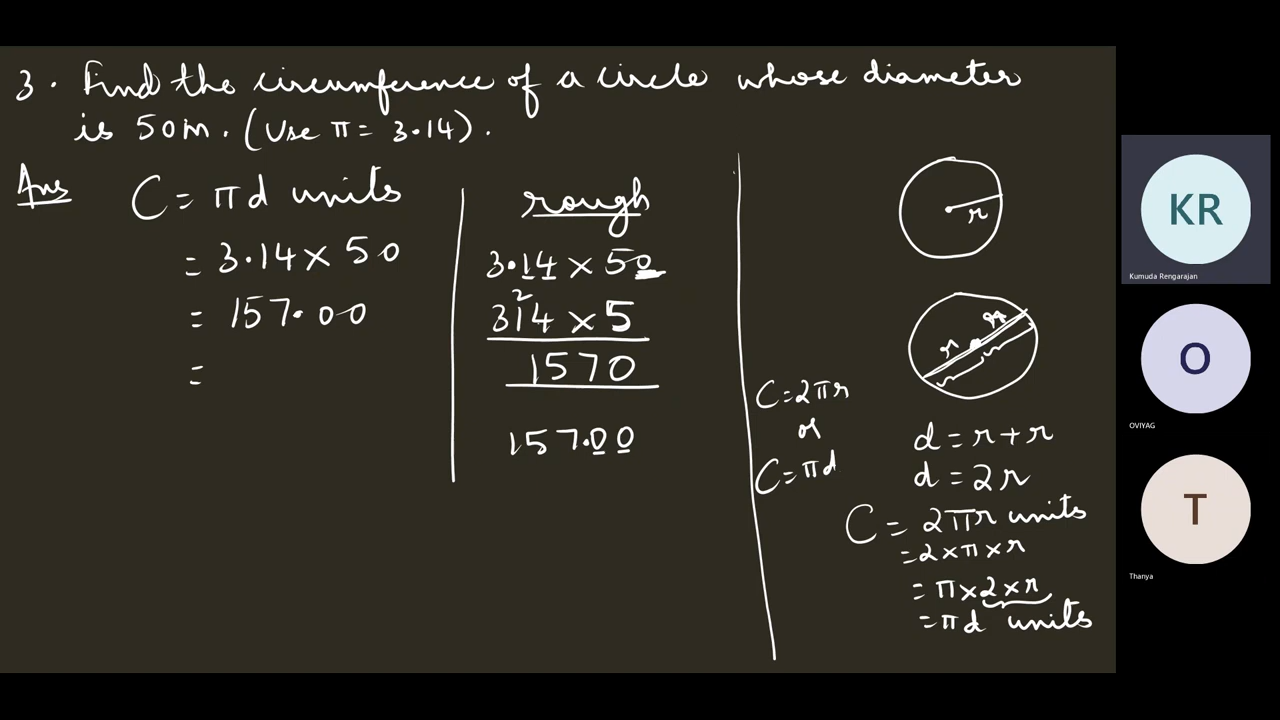 3. Find the circumference of a circle whose diameter
is 50m. (Use π = 3.14).
Ans
C = πd units
= 3.14 × 50
= 157.00
=
rough
3.14 × 50
2
314 × 5
1570
157.00
r
r
r
C = 2πr
or
C = πd
d = r + r
d = 2r
C = 2πr units
= 2 × π × r
= π × 2 × r
= πd units
KR
Kumuda Rengarajan
O
OVIYAG
T
Thanya